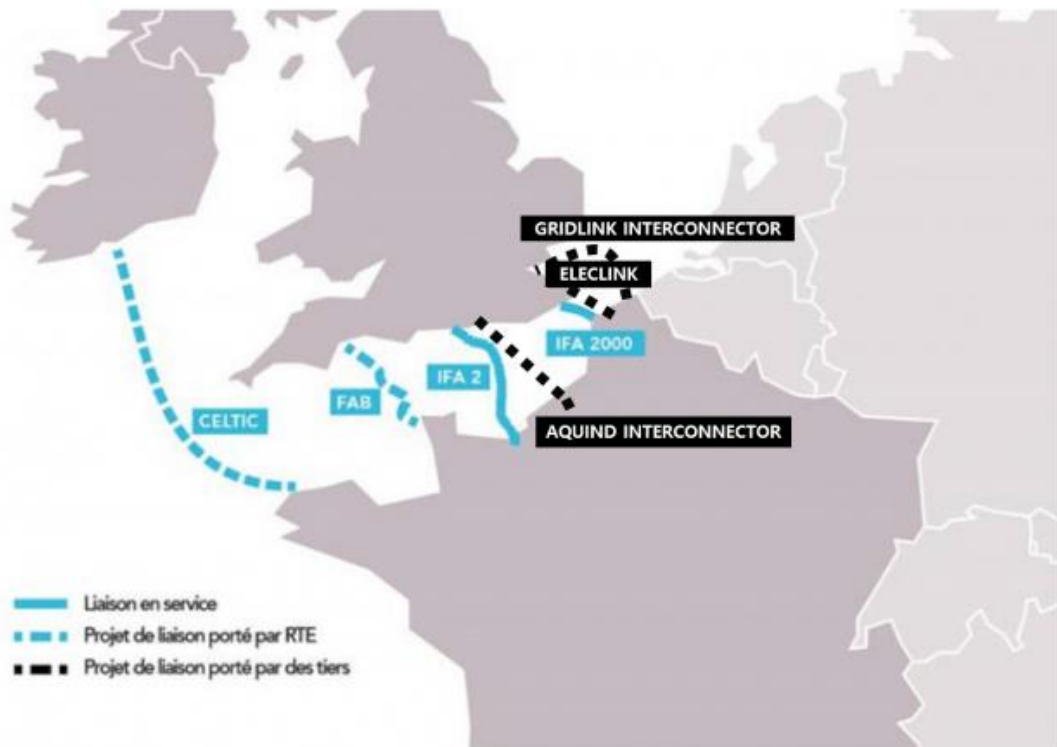 GRIDLINK INTERCONNECTOR
ELECLINK
IFA 2000
IFA 2
FAB
CELTIC
AQUIND INTERCONNECTOR
Liaison en service
Projet de liaison porté par RTE
Projet de liaison porté par des tiers